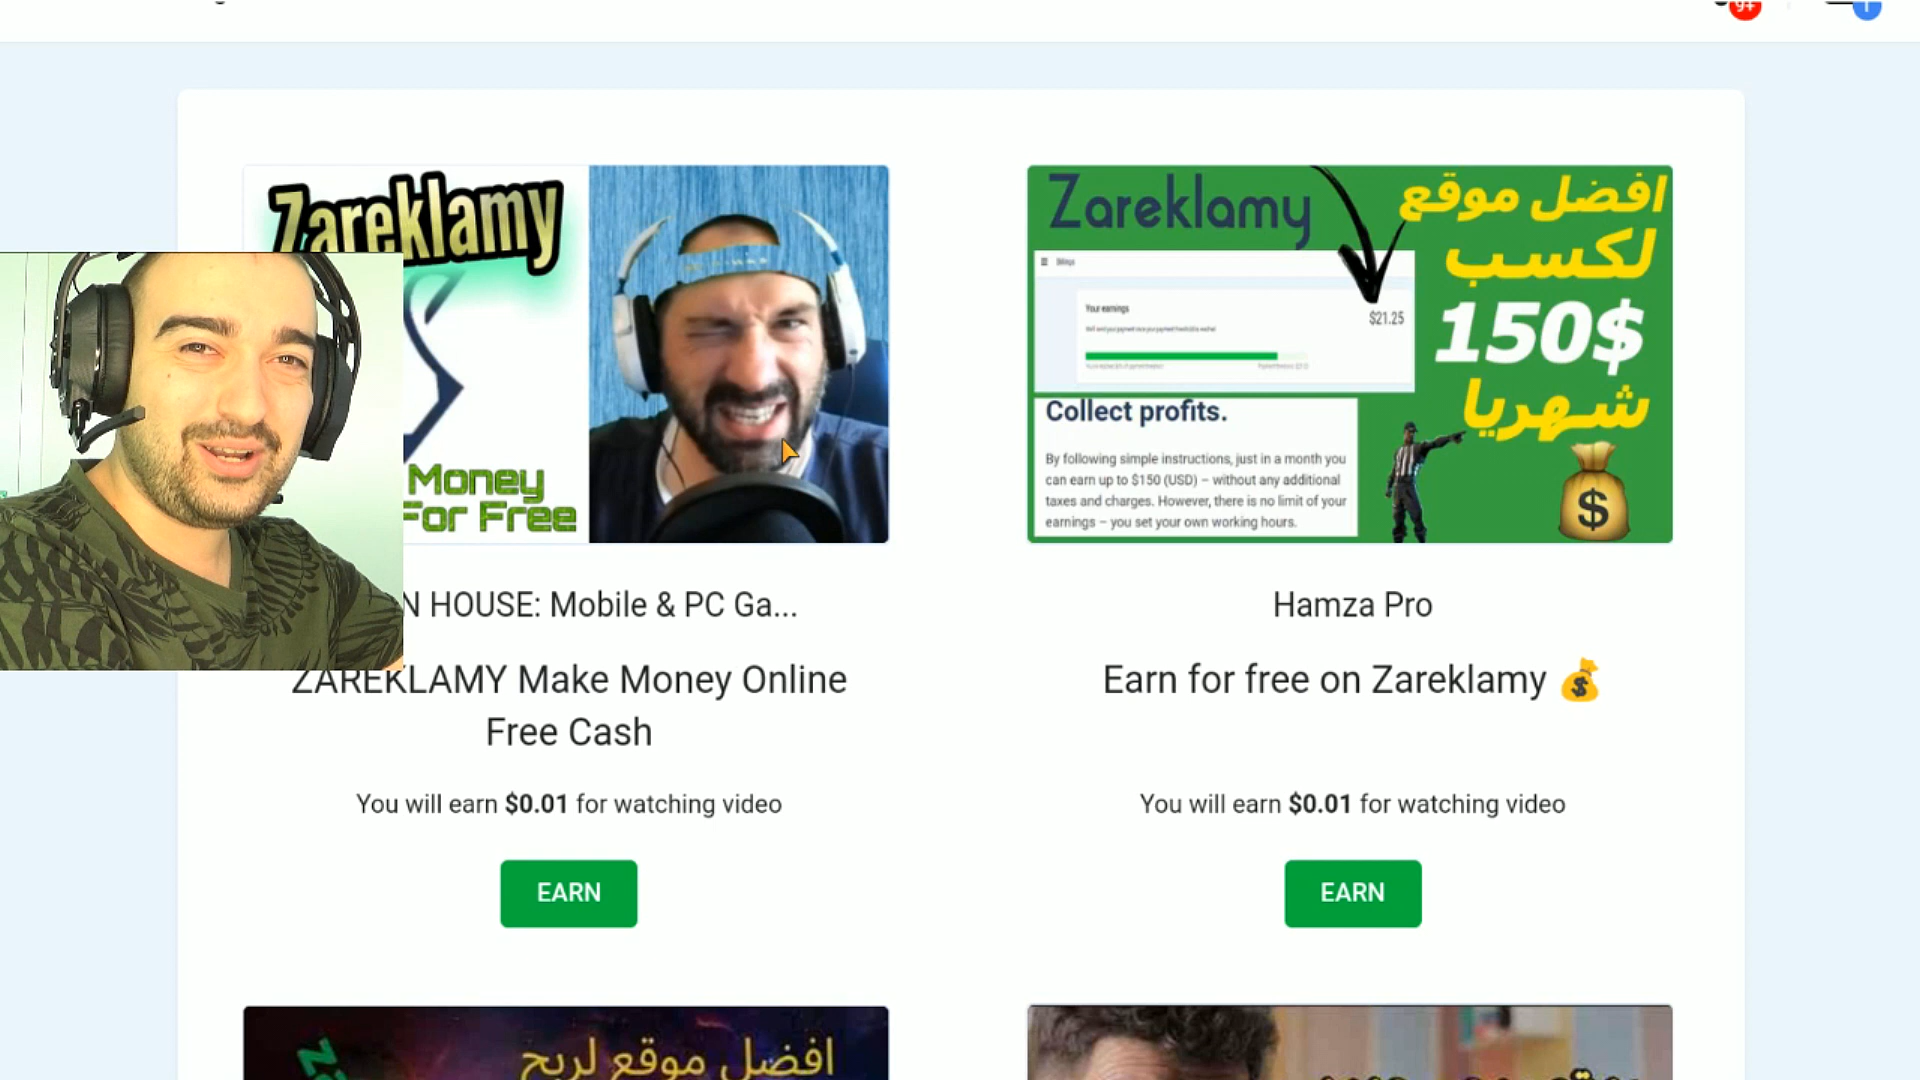 9+
Zareklamy
Money
For Free
N HOUSE: Mobile & PC Ga...
ZAREKLAMY Make Money Online
Free Cash
You will earn $0.01 for watching video
EARN
Zareklamy
افضل موقع
لكسب
150$
شهريا
Your earnings
$21.25
Collect profits.
By following simple instructions, just in a month you
can earn up to $150 (USD) – without any additional
taxes and charges. However, there is no limit of your
earnings – you set your own working hours.
$
Hamza Pro
Earn for free on Zareklamy 💰
You will earn $0.01 for watching video
EARN
افضل موقع لربح